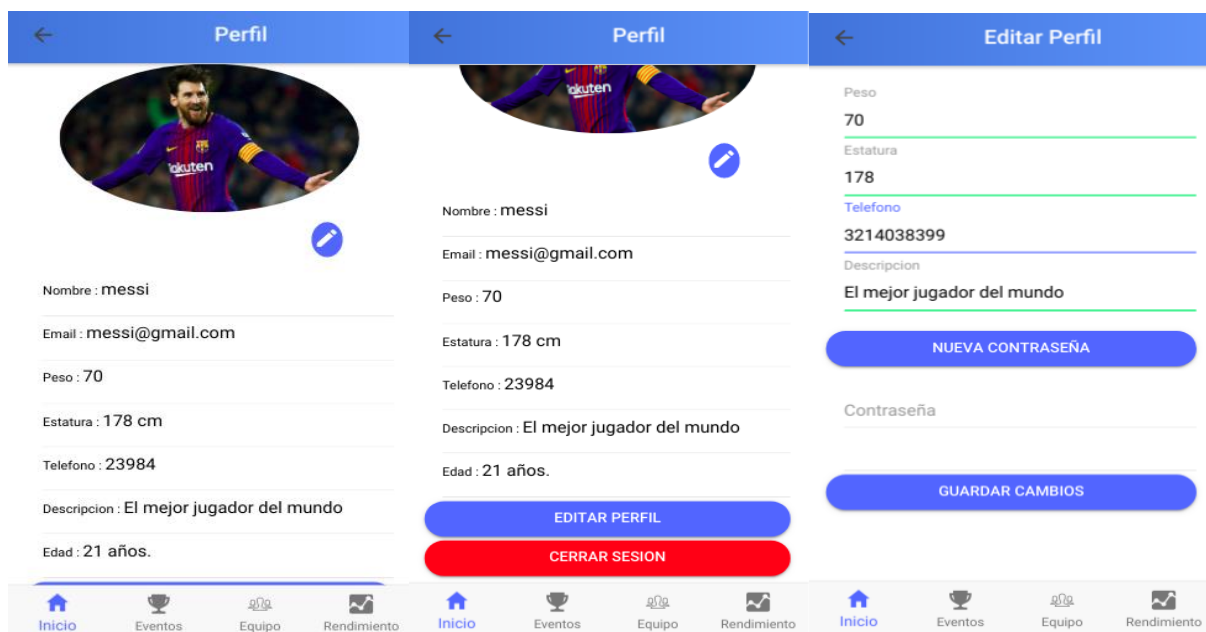 Perfil
Rakuten
Nombre : messi
Email : messi@gmail.com
Peso : 70
Estatura : 178 cm
Telefono : 23984
Descripcion : El mejor jugador del mundo
Edad : 21 años.
Inicio
Eventos
Equipo
Rendimiento
Perfil
Rakuten
Nombre : messi
Email : messi@gmail.com
Peso : 70
Estatura : 178 cm
Telefono : 23984
Descripcion : El mejor jugador del mundo
Edad : 21 años.
EDITAR PERFIL
CERRAR SESION
Inicio
Eventos
Equipo
Rendimiento
Editar Perfil
Peso
70
Estatura
178
Telefono
3214038399
Descripcion
El mejor jugador del mundo
NUEVA CONTRASEÑA
Contraseña
GUARDAR CAMBIOS
Inicio
Eventos
Equipo
Rendimiento